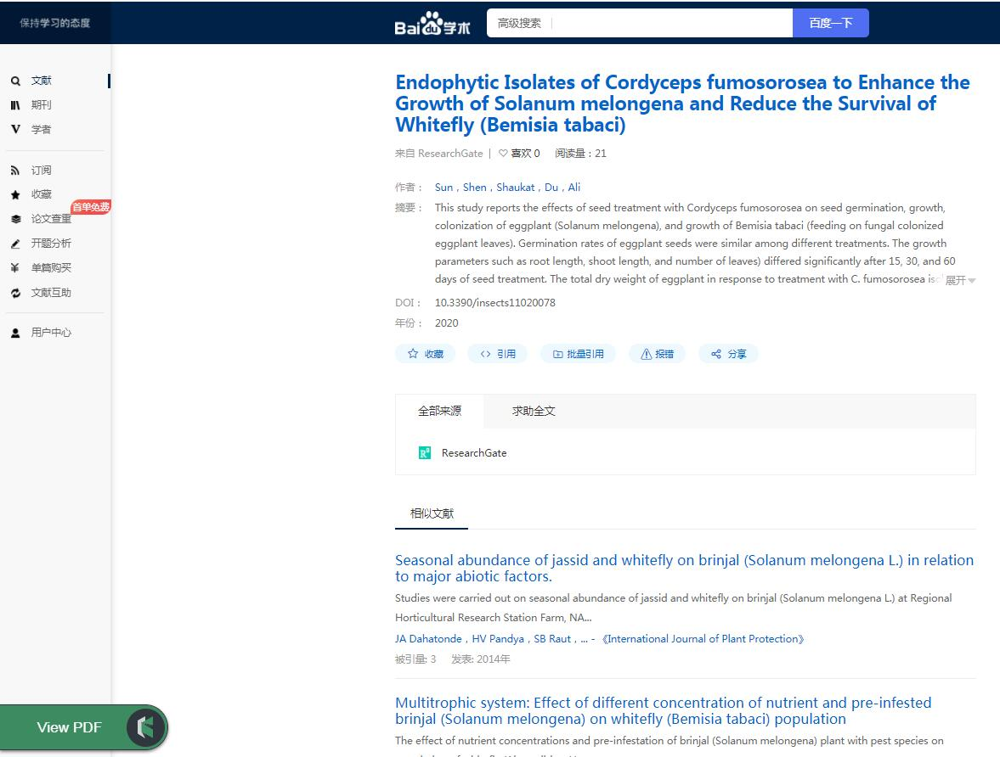 保持学习的态度
Bai du 学术
高级搜索
百度一下
文献
期刊
学者
订阅
收藏
首单免费
论文查重
开题分析
单篇购买
文献互助
用户中心
Endophytic Isolates of Cordyceps fumosorosea to Enhance the
Growth of Solanum melongena and Reduce the Survival of
Whitefly (Bemisia tabaci)
来自 ResearchGate | 喜欢 0 阅读量：21
作者： Sun，Shen，Shaukat，Du，Ali
摘要： This study reports the effects of seed treatment with Cordyceps fumosorosea on seed germination, growth,
colonization of eggplant (Solanum melongena), and growth of Bemisia tabaci (feeding on fungal colonized
eggplant leaves). Germination rates of eggplant seeds were similar among different treatments. The growth
parameters such as root length, shoot length, and number of leaves) differed significantly after 15, 30, and 60
days of seed treatment. The total dry weight of eggplant in response to treatment with C. fumosorosea 展开
DOI： 10.3390/insects11020078
年份： 2020
收藏 引用 批量引用 报错 分享
全部来源 求助全文
ResearchGate
相似文献
Seasonal abundance of jassid and whitefly on brinjal (Solanum melongena L.) in relation
to major abiotic factors.
Studies were carried out on seasonal abundance of jassid and whitefly on brinjal (Solanum melongena L.) at Regional
Horticultural Research Station Farm, NA...
JA Dahatonde，HV Pandya，SB Raut，... - 《International Journal of Plant Protection》
被引量: 3 发表: 2014年
Multitrophic system: Effect of different concentration of nutrient and pre-infested
brinjal (Solanum melongena) on whitefly (Bemisia tabaci) population
The effect of nutrient concentrations and pre-infestation of brinjal (Solanum melongena) plant with pest species on
View PDF